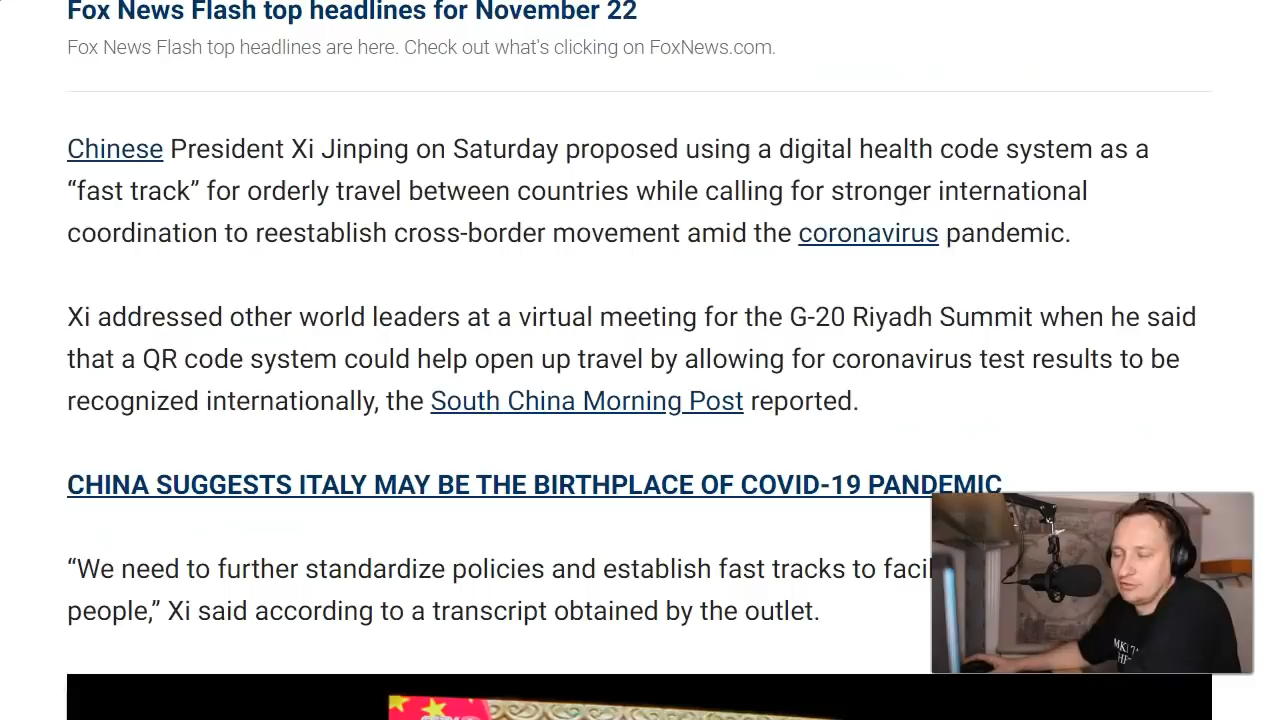 Fox News Flash top headlines for November 22
Fox News Flash top headlines are here. Check out what's clicking on FoxNews.com.
Chinese President Xi Jinping on Saturday proposed using a digital health code system as a
“fast track” for orderly travel between countries while calling for stronger international
coordination to reestablish cross-border movement amid the coronavirus pandemic.
Xi addressed other world leaders at a virtual meeting for the G-20 Riyadh Summit when he said
that a QR code system could help open up travel by allowing for coronavirus test results to be
recognized internationally, the South China Morning Post reported.
CHINA SUGGESTS ITALY MAY BE THE BIRTHPLACE OF COVID-19 PANDEMIC
“We need to further standardize policies and establish fast tracks to facil
people,” Xi said according to a transcript obtained by the outlet.